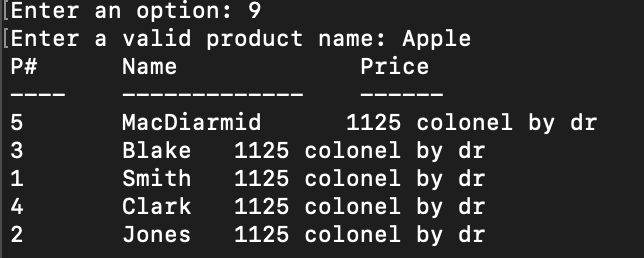 Enter an option: 9
Enter a valid product name: Apple
P#      Name             Price
----    -------------    ------
5       MacDiarmid      1125 colonel by dr
3       Blake   1125 colonel by dr
1       Smith   1125 colonel by dr
4       Clark   1125 colonel by dr
2       Jones   1125 colonel by dr